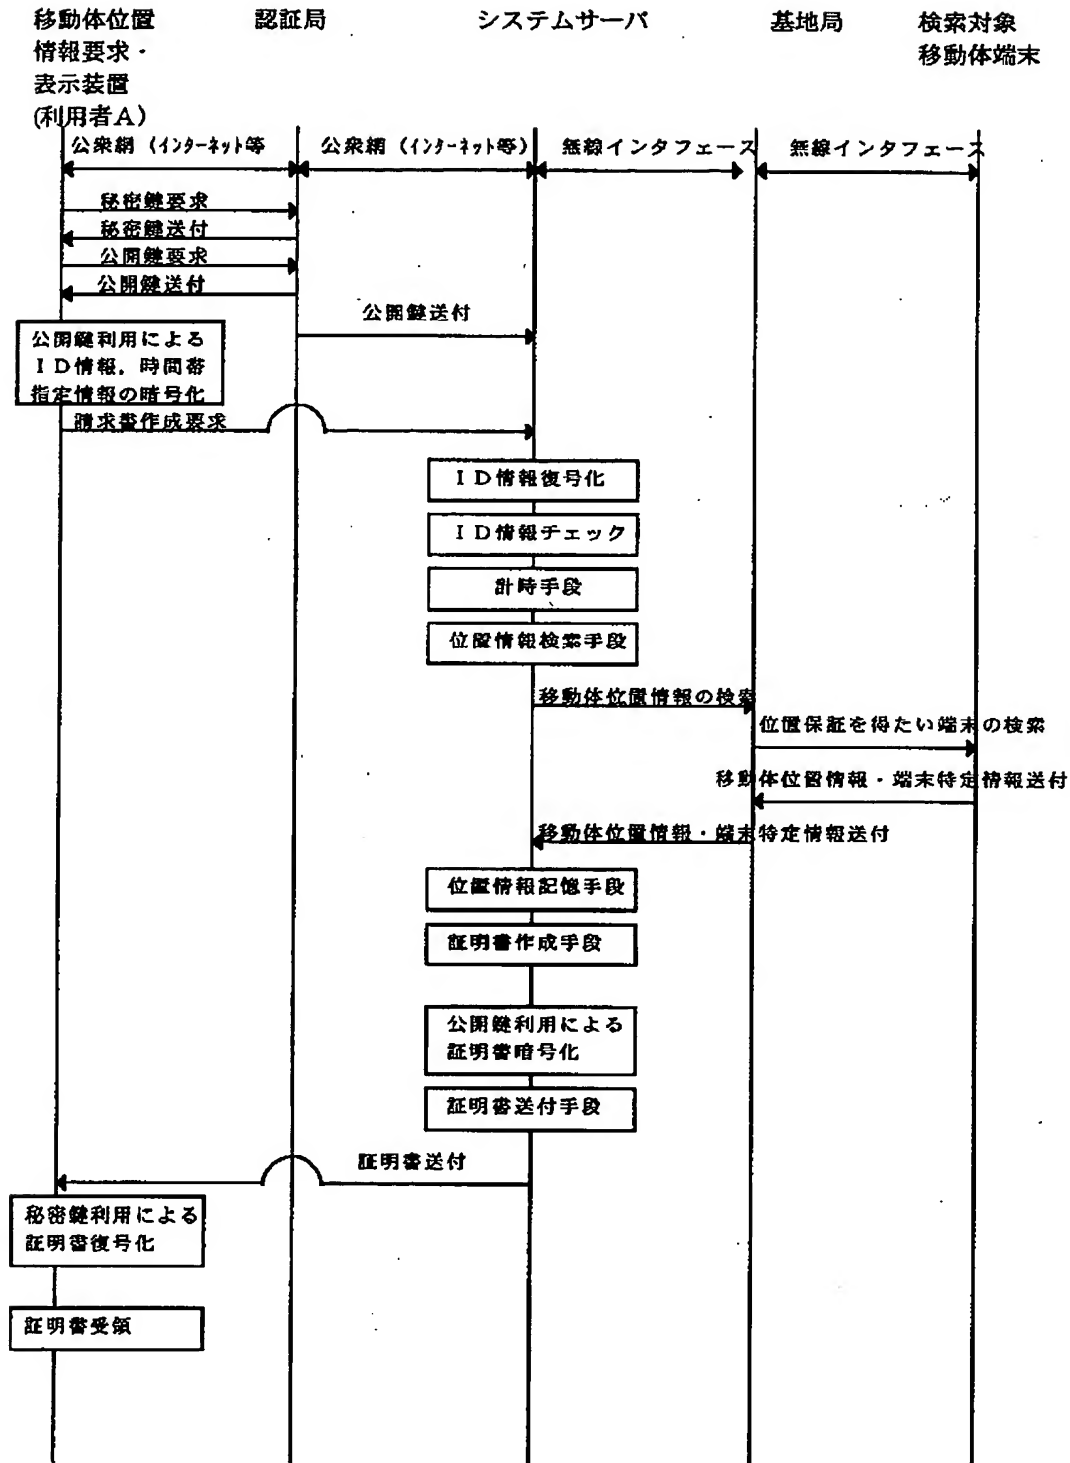 移動体位置
情報要求・
表示装置
(利用者A)
認証局
システムサーバ
基地局
検索対象
移動体端末
公衆網（インターネット等
公衆網（インターネット等）
無線インタフェース
無線インタフェース
秘密鍵要求
秘密鍵送付
公開鍵要求
公開鍵送付
公開鍵送付
公開鍵利用による
ID情報，時間帯
指定情報の暗号化
請求書作成要求
ID情報復号化
ID情報チェック
計時手段
位置情報検索手段
移動体位置情報の検索
位置保証を得たい端末の検索
移動体位置情報・端末特定情報送付
移動体位置情報・端末特定情報送付
位置情報記憶手段
証明書作成手段
公開鍵利用による
証明書暗号化
証明書送付手段
証明書送付
秘密鍵利用による
証明書復号化
証明書受領